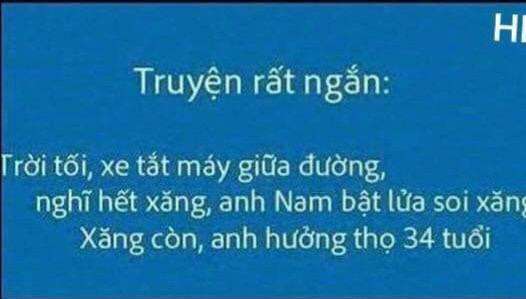 Truyện rất ngắn:
Trời tối, xe tắt máy giữa đường,
nghĩ hết xăng, anh Nam bật lửa soi xăng
Xăng còn, anh hưởng thọ 34 tuổi